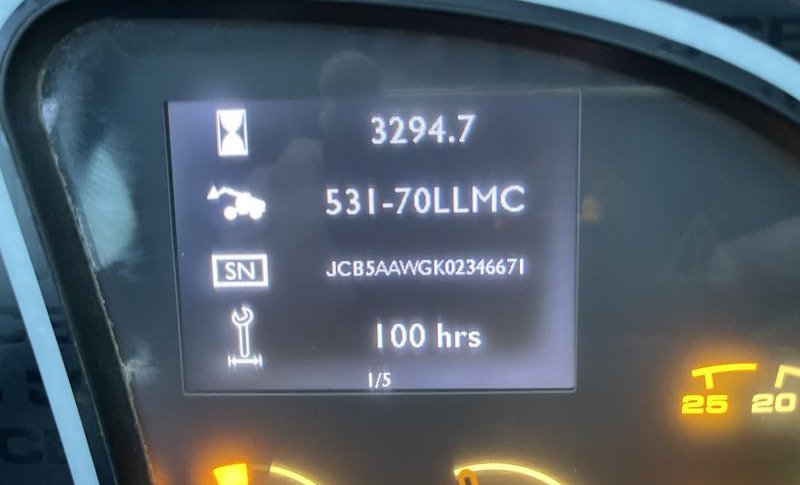 3294.7
531-70LLMC
SN JCB5AAWGK02346671
100 hrs
1/5
25 20